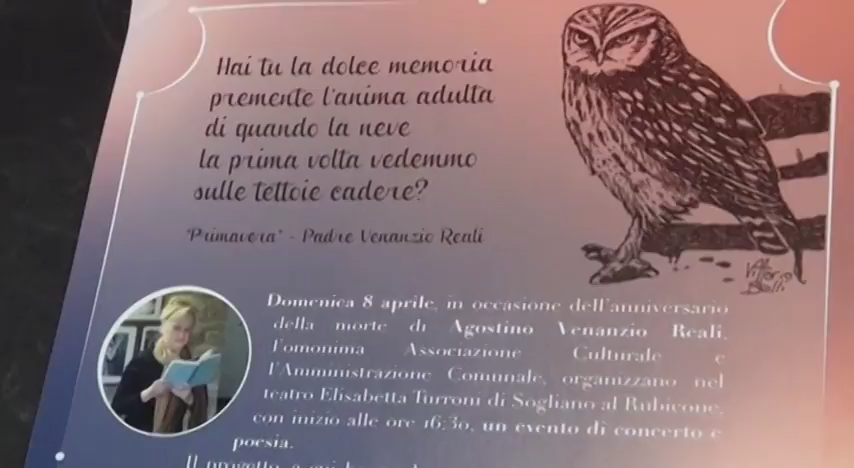 Hai tu la dolce memoria
premente l'anima adulta
di quando la neve
la prima volta vedemmo
sulle tettoie cadere?
"Primavera" - Padre Venanzio Reali
Vittorio Belli
Domenica 8 aprile, in occasione dell'anniversario
della morte di Agostino Venanzio Reali,
l'omonima Associazione Culturale e
l'Amministrazione Comunale, organizzano nel
teatro Elisabetta Turroni di Sogliano al Rubicone,
con inizio alle ore 16:30, un evento di concerto e
poesia.
Il progetto, a cui